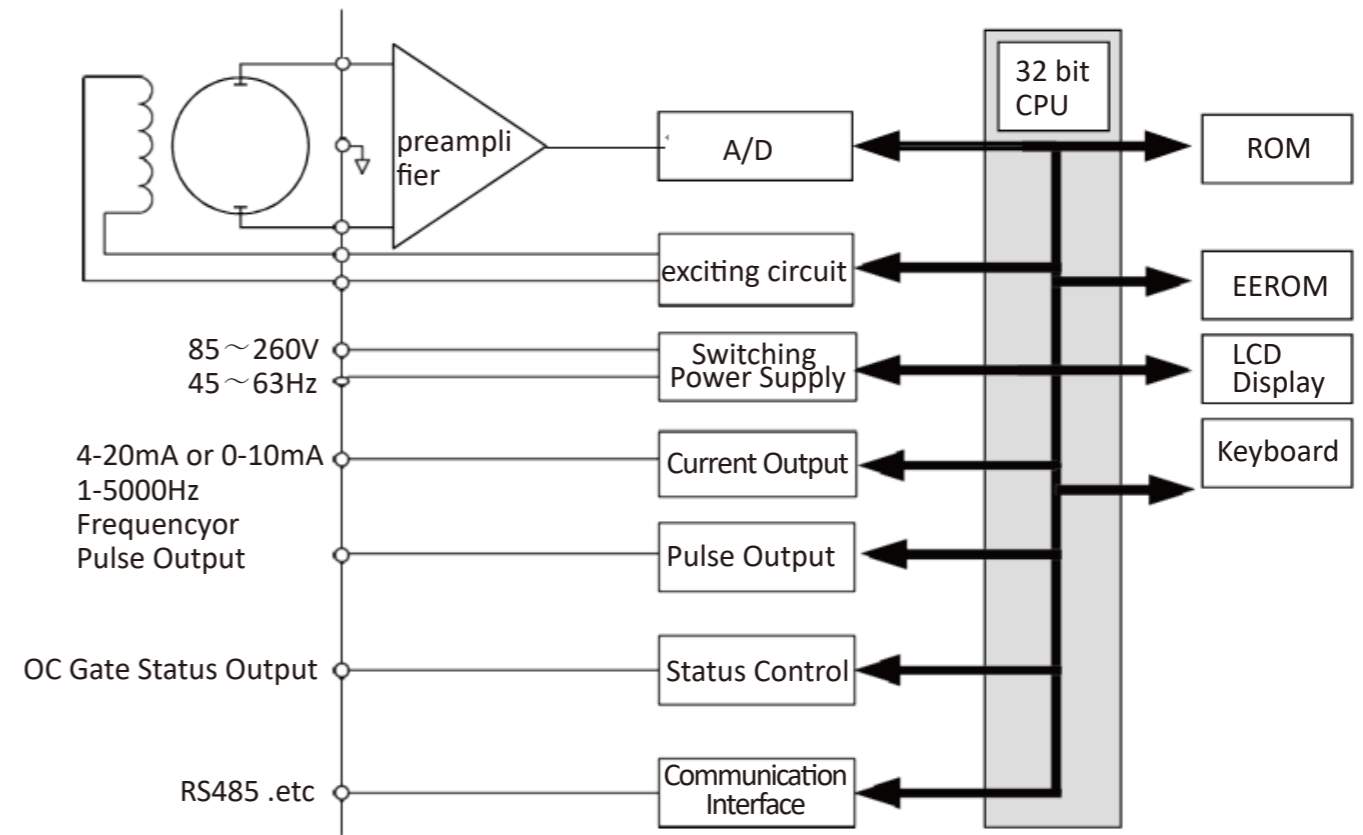 32 bit
CPU
preampli
fier
A/D
ROM
exciting circuit
EEROM
85～260V
45～63Hz
Switching
Power Supply
LCD
Display
4-20mA or 0-10mA
1-5000Hz
Frequencyor
Pulse Output
Current Output
Keyboard
Pulse Output
OC Gate Status Output
Status Control
RS485 .etc
Communication
Interface